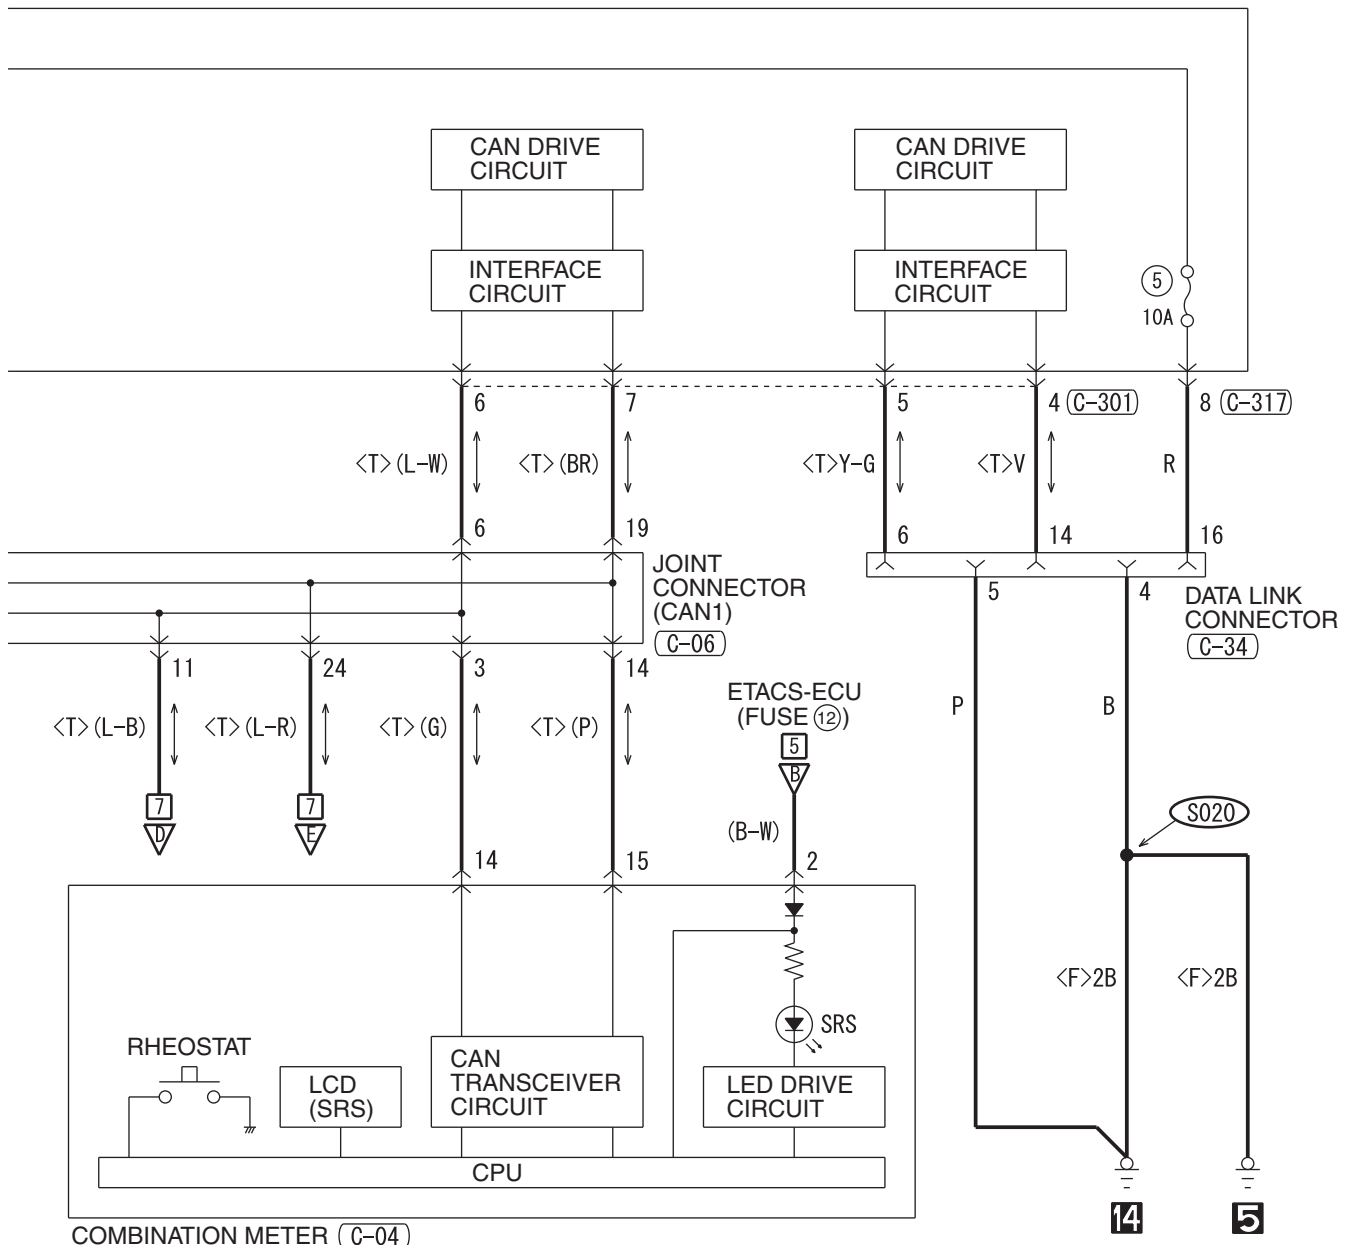 CAN DRIVE
CIRCUIT
CAN DRIVE
CIRCUIT
INTERFACE
CIRCUIT
INTERFACE
CIRCUIT
5
10A
6
7
5
4 C-301
8 C-317
<T>(L-W)
<T>(BR)
<T>Y-G
<T>V
R
6
19
6
14
16
JOINT
CONNECTOR
(CAN1)
C-06
5
4
DATA LINK
CONNECTOR
C-34
11
24
3
14
<T>(L-B)
<T>(L-R)
<T>(G)
<T>(P)
ETACS-ECU
(FUSE 12)
5
B
P
B
7
D
7
E
(B-W)
S020
14
15
2
<F>2B
<F>2B
SRS
RHEOSTAT
LCD
(SRS)
CAN
TRANSCEIVER
CIRCUIT
LED DRIVE
CIRCUIT
CPU
14
5
COMBINATION METER C-04